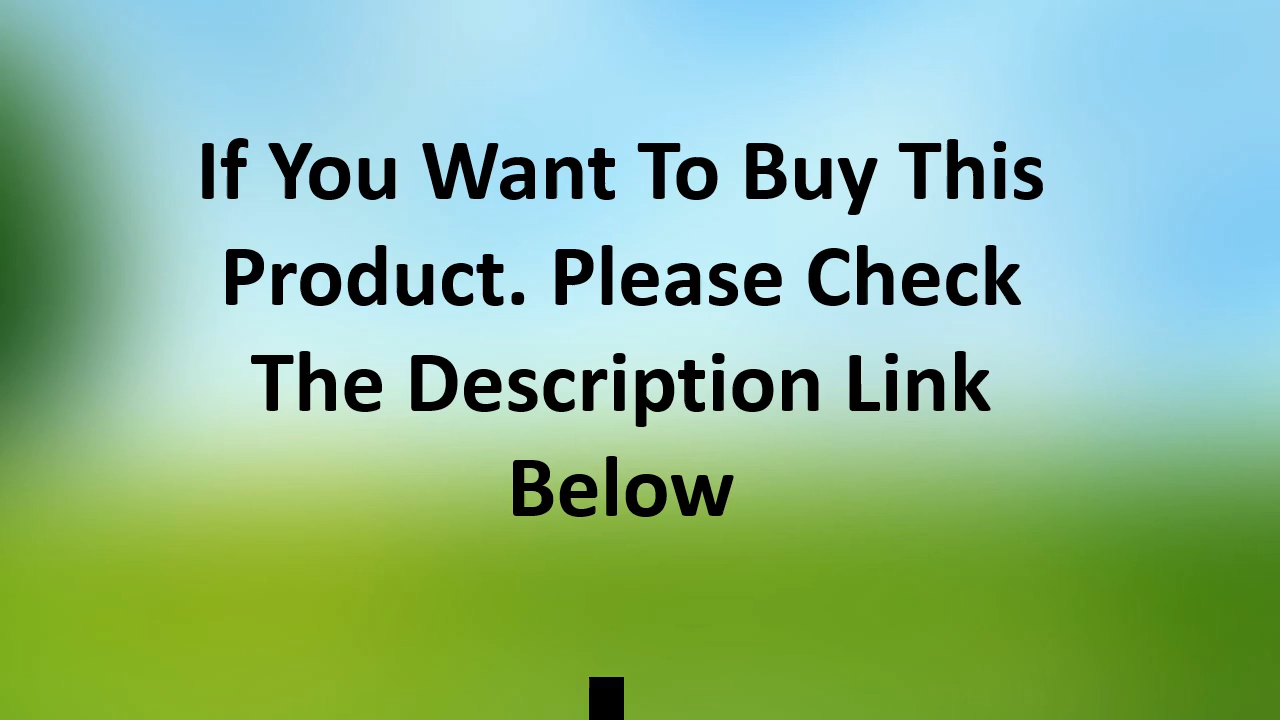 If You Want To Buy This
Product. Please Check
The Description Link
Below